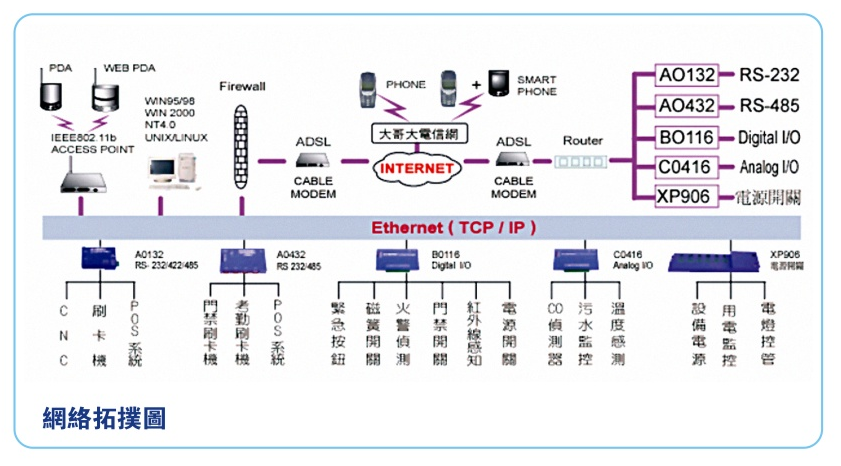 PDA
WEB PDA
IEEE802.11b
ACCESS POINT
WIN95/98
WIN 2000
NT4.0
UNIX/LINUX
Firewall
ADSL
CABLE
MODEM
PHONE
+
SMART
PHONE
大哥大電信網
INTERNET
ADSL
CABLE
MODEM
Router
AO132 RS-232
AO432 RS-485
BO116 Digital I/O
C0416 Analog I/O
XP906 電源開關
Ethernet ( TCP / IP )
A0132
RS- 232/422/485
A0432
RS 232/485
B0116
Digital I/O
C0416
Analog I/O
XP906
電源開關
CNC
刷卡機
POS系統
門禁刷卡機
考勤刷卡機
POS系統
緊急按鈕
磁簧開關
火警偵測
門禁開關
紅外線感知
電源開關
CO偵測器
污水監控
溫度感測
設備電源
用電監控
電燈控管
網絡拓撲圖